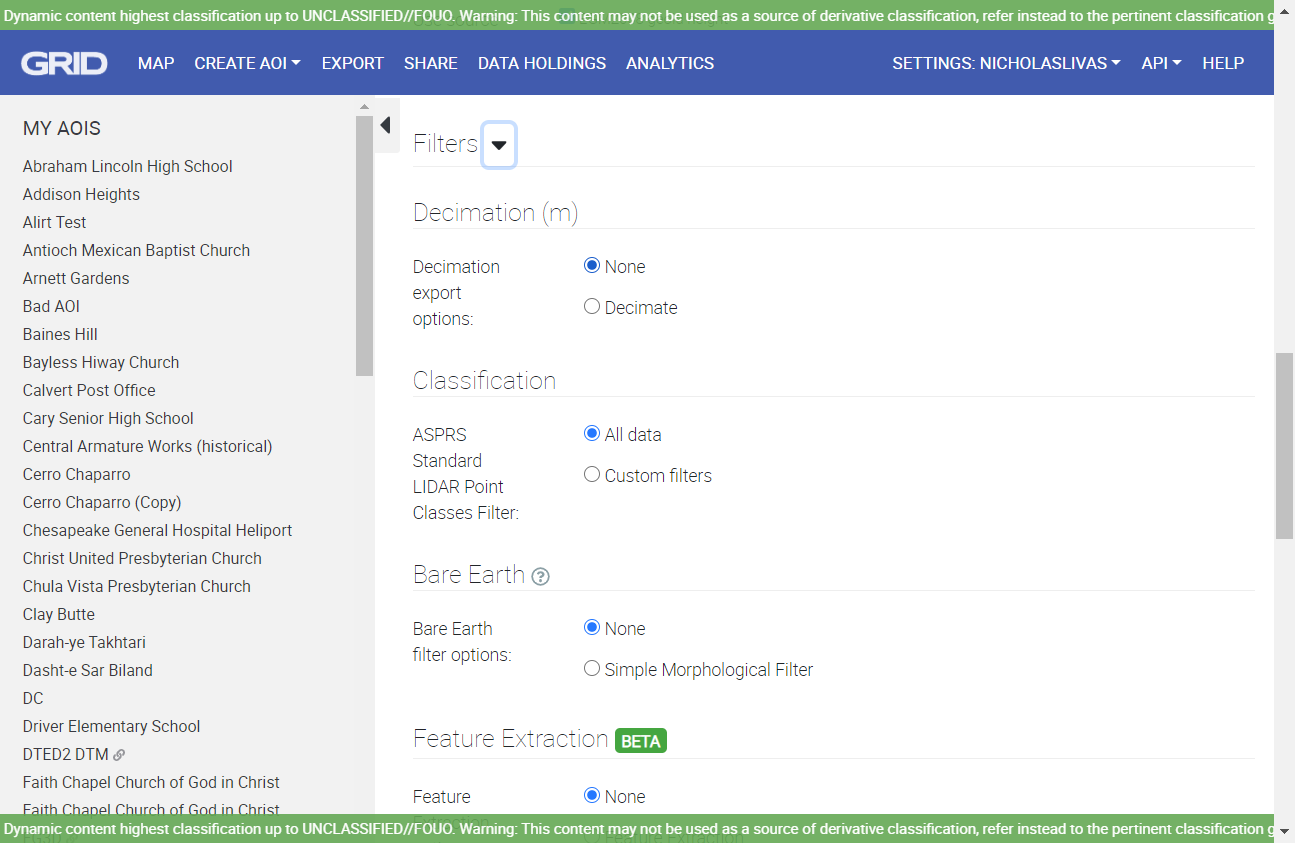 Dynamic content highest classification up to UNCLASSIFIED//FOUO. Warning: This content may not be used as a source of derivative classification, refer instead to the pertinent classification g
GRID
MAP CREATE AOI EXPORT SHARE DATA HOLDINGS ANALYTICS SETTINGS: NICHOLASLIVAS API HELP
MY AOIS
Abraham Lincoln High School
Addison Heights
Alirt Test
Antioch Mexican Baptist Church
Arnett Gardens
Bad AOI
Baines Hill
Bayless Hiway Church
Calvert Post Office
Cary Senior High School
Central Armature Works (historical)
Cerro Chaparro
Cerro Chaparro (Copy)
Chesapeake General Hospital Heliport
Christ United Presbyterian Church
Chula Vista Presbyterian Church
Clay Butte
Darah-ye Takhtari
Dasht-e Sar Biland
DC
Driver Elementary School
DTED2 DTM
Faith Chapel Church of God in Christ
Faith Chapel Church of God in Christ
Filters
Decimation (m)
Decimation
export
options:
None
Decimate
Classification
ASPRS
Standard
LIDAR Point
Classes Filter:
All data
Custom filters
Bare Earth ?
Bare Earth
filter options:
None
Simple Morphological Filter
Feature Extraction BETA
Feature
Extraction
None
Feature Extraction
Dynamic content highest classification up to UNCLASSIFIED//FOUO. Warning: This content may not be used as a source of derivative classification, refer instead to the pertinent classification g